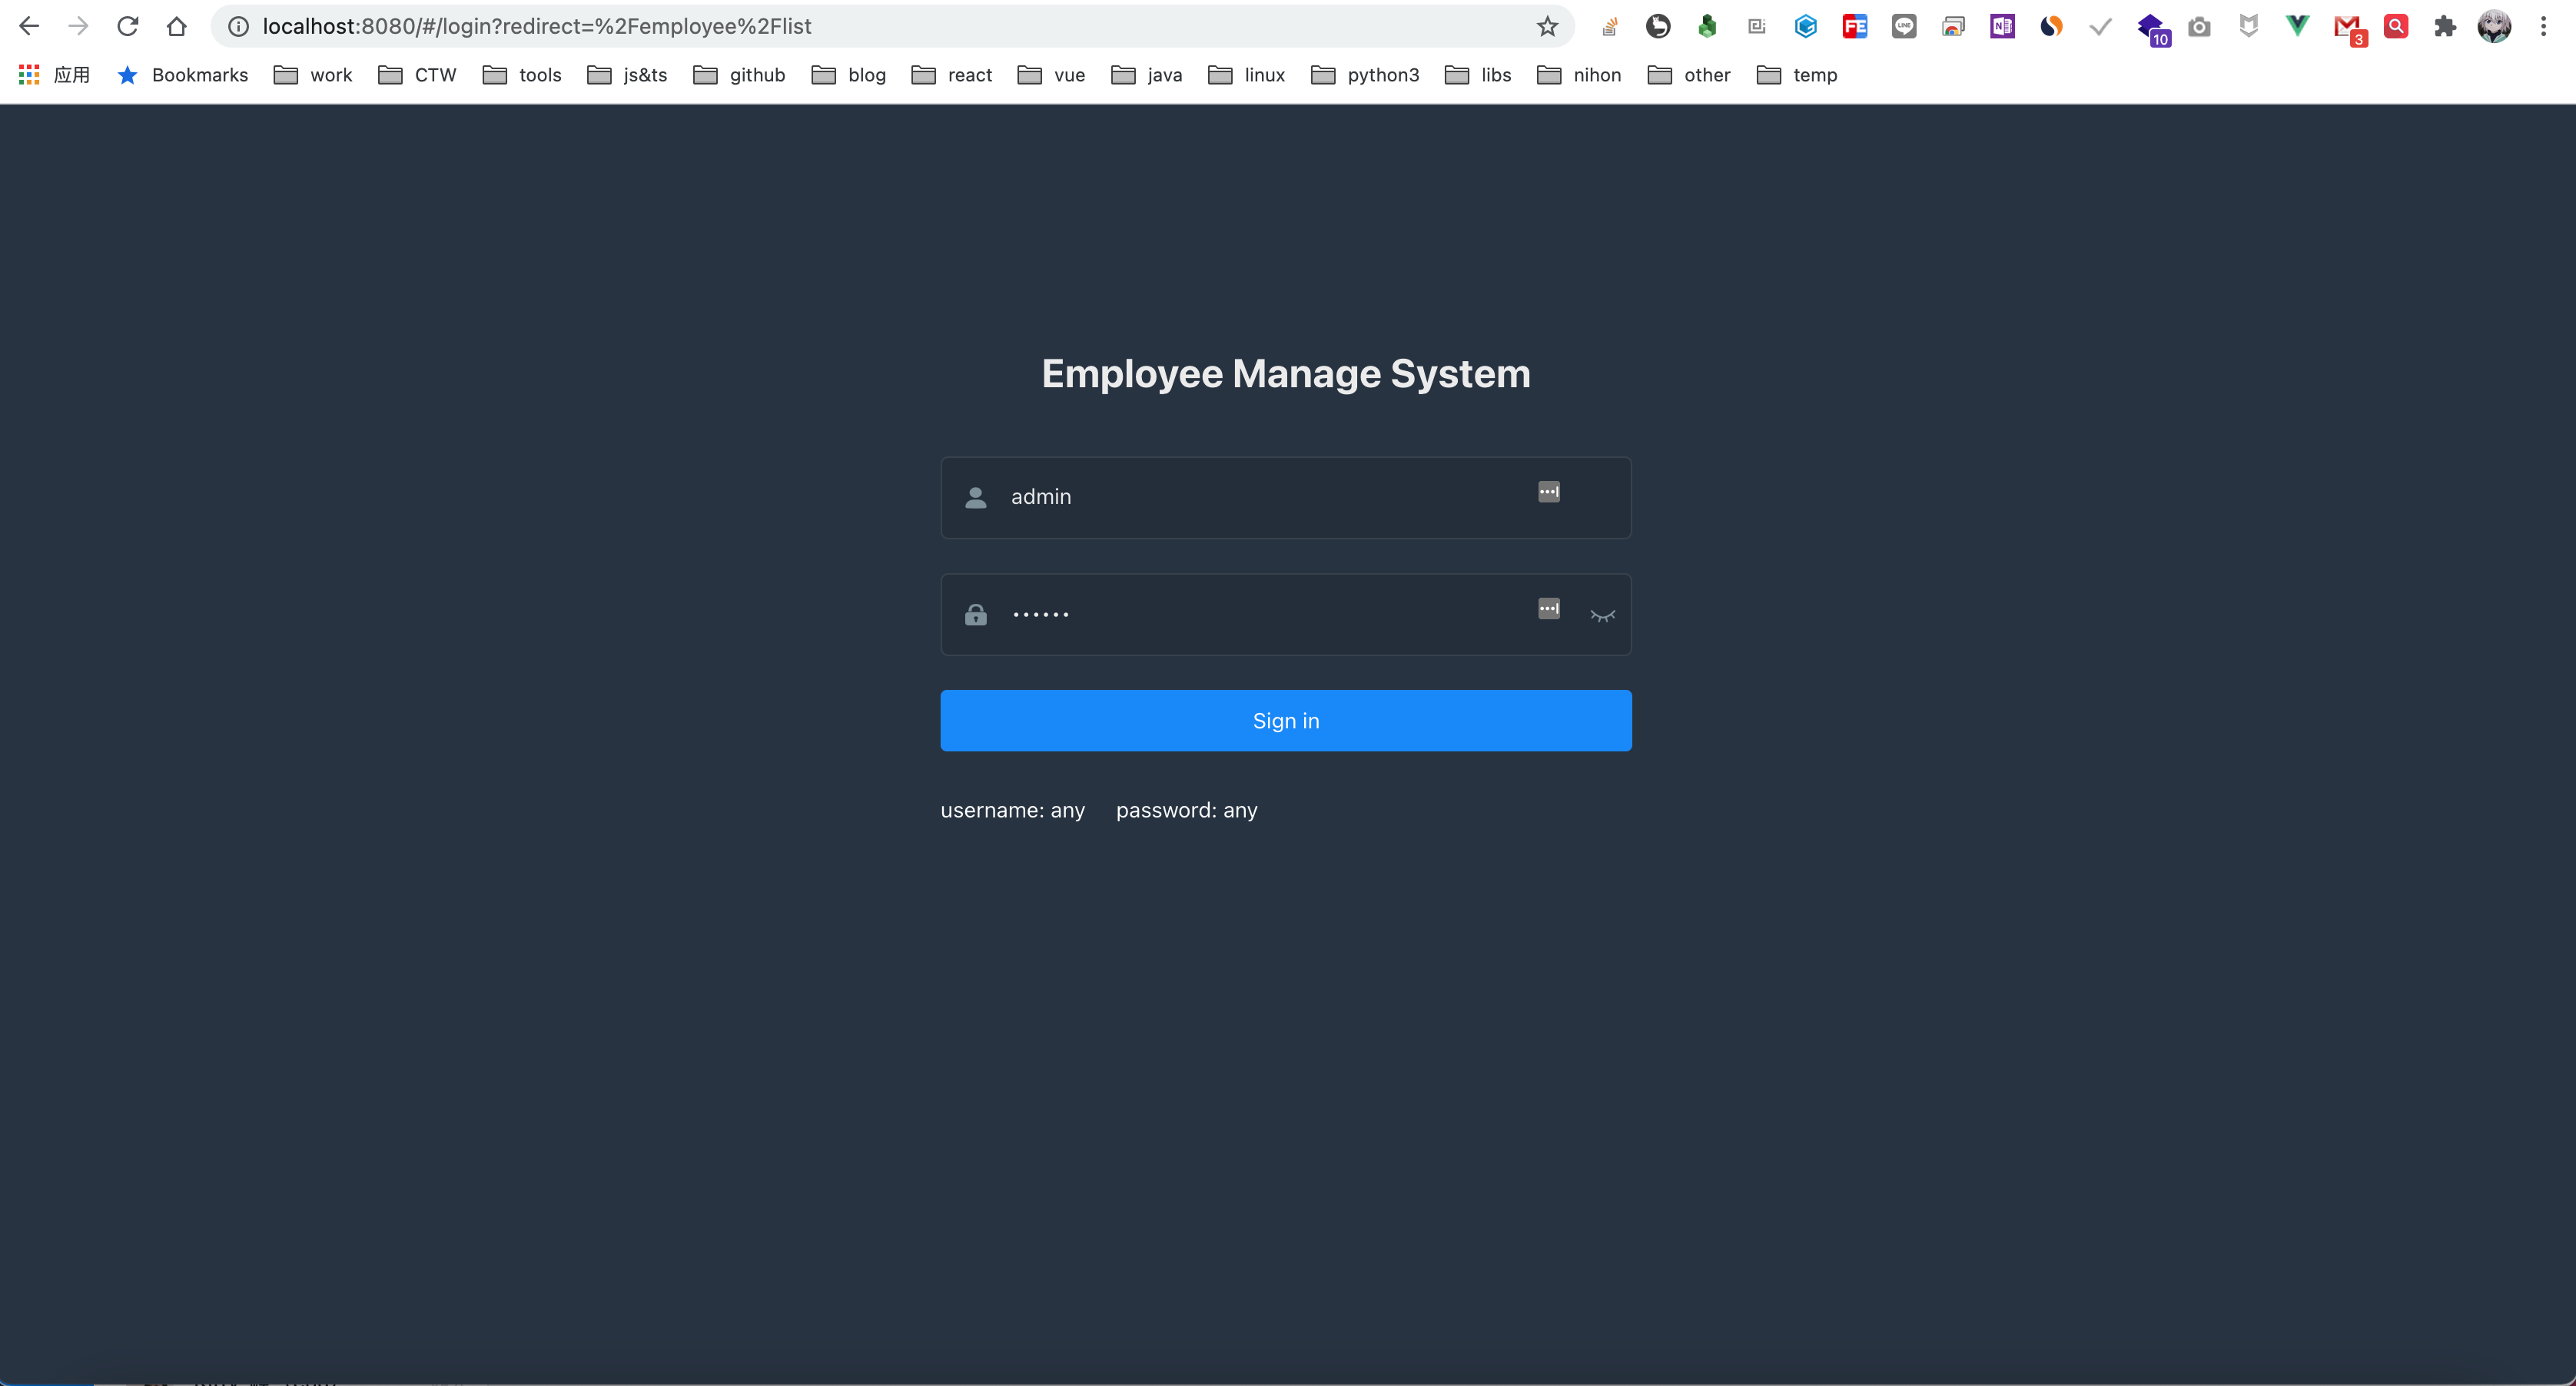 localhost:8080/#/login?redirect=%2Femployee%2Flist
10
3
应用 Bookmarks work CTW tools js&ts github blog react vue java linux python3 libs nihon other temp
Employee Manage System
admin
Sign in
username: any password: any